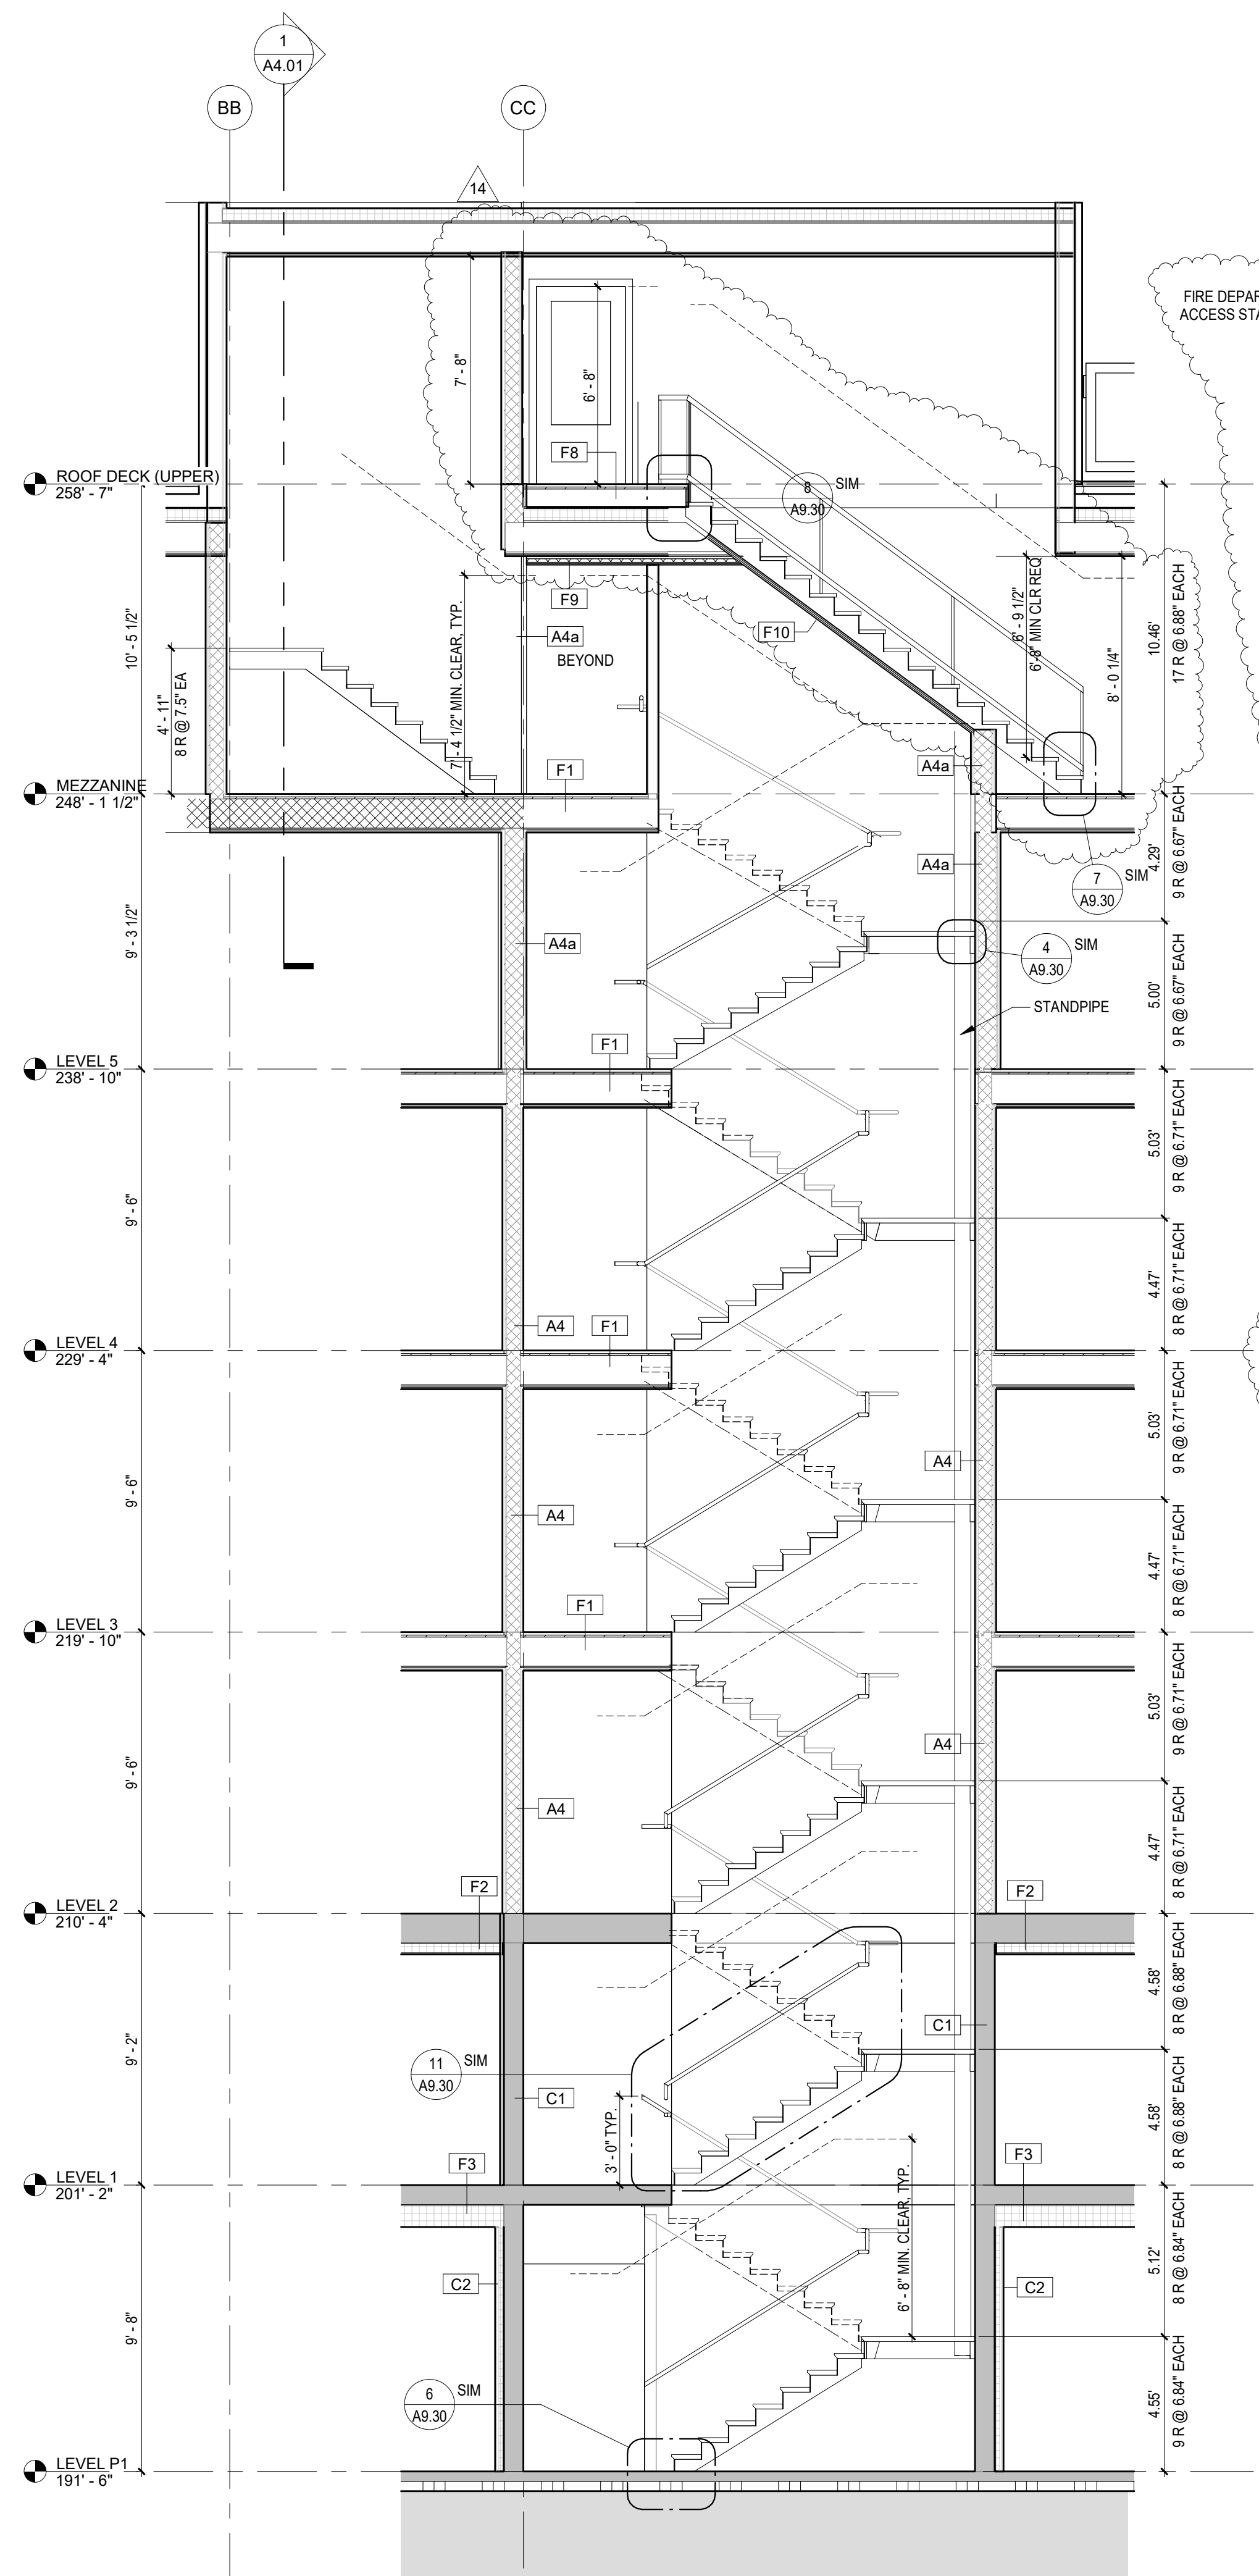 1
A4.01
BB
CC
14
FIRE DEPAR
ACCESS STA
7' - 8"
6' - 8"
F8
ROOF DECK (UPPER)
258' - 7"
8
A9.30
SIM
F9
A4a
BEYOND
F10
7' - 4 1/2" MIN. CLEAR, TYP.
6' - 9 1/2"
6'-8" MIN CLR REQ
8' - 0 1/4"
10.46'
17 R @ 6.88" EACH
10' - 5 1/2"
4' - 11"
8 R @ 7.5" EA
F1
A4a
MEZZANINE
248' - 1 1/2"
A4a
7
A9.30
SIM
4.29'
9 R @ 6.67" EACH
9' - 3 1/2"
A4a
4
A9.30
SIM
STANDPIPE
5.00'
9 R @ 6.67" EACH
F1
LEVEL 5
238' - 10"
5.03'
9 R @ 6.71" EACH
9' - 6"
4.47'
8 R @ 6.71" EACH
A4
F1
LEVEL 4
229' - 4"
5.03'
9 R @ 6.71" EACH
A4
9' - 6"
A4
4.47'
8 R @ 6.71" EACH
F1
LEVEL 3
219' - 10"
5.03'
9 R @ 6.71" EACH
A4
9' - 6"
A4
4.47'
8 R @ 6.71" EACH
F2
F2
LEVEL 2
210' - 4"
4.58'
8 R @ 6.88" EACH
C1
9' - 2"
11
A9.30
SIM
C1
3' - 0" TYP.
4.58'
8 R @ 6.88" EACH
F3
F3
LEVEL 1
201' - 2"
6' - 8" MIN. CLEAR, TYP.
5.12'
8 R @ 6.84" EACH
C2
C2
9' - 8"
6
A9.30
SIM
4.55'
9 R @ 6.84" EACH
LEVEL P1
191' - 6"